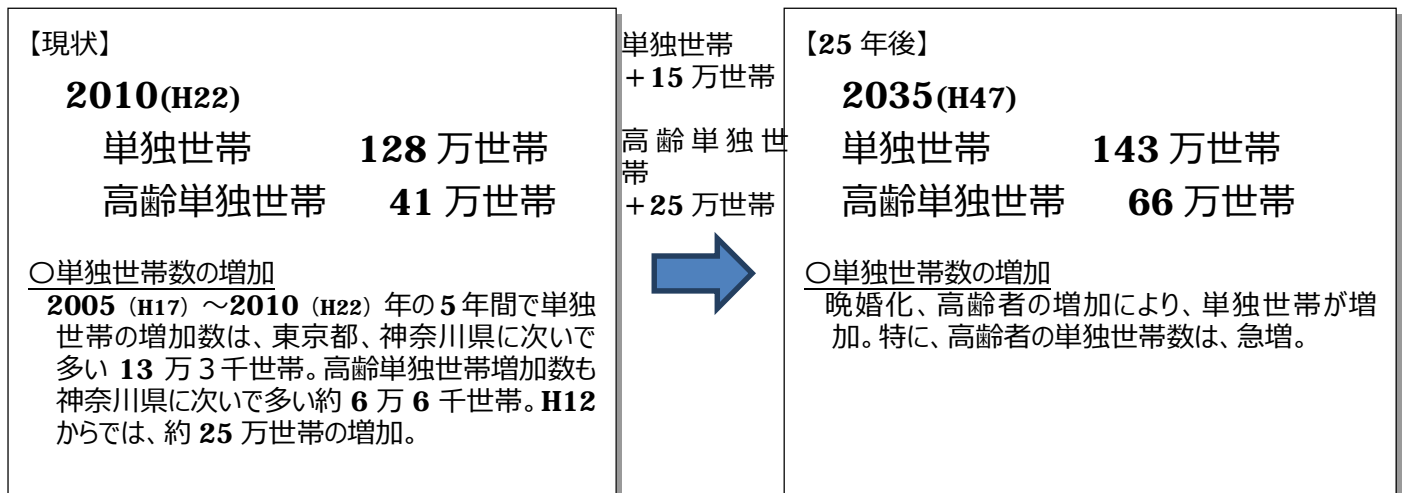 【現状】
2010(H22)
単独世帯 128 万世帯
高齢単独世帯 41 万世帯
○単独世帯数の増加
2005（H17）～2010（H22）年の5年間で単独
世帯の増加数は、東京都、神奈川県に次いで
多い 13 万３千世帯。高齢単独世帯増加数も
神奈川県に次いで多い約 6 万 6 千世帯。H12
からでは、約 25 万世帯の増加。
単独世帯
＋15 万世帯
高齢単独世
帯
＋25 万世帯
【25 年後】
2035(H47)
単独世帯 143 万世帯
高齢単独世帯 66 万世帯
○単独世帯数の増加
晩婚化、高齢者の増加により、単独世帯が増
加。特に、高齢者の単独世帯数は、急増。